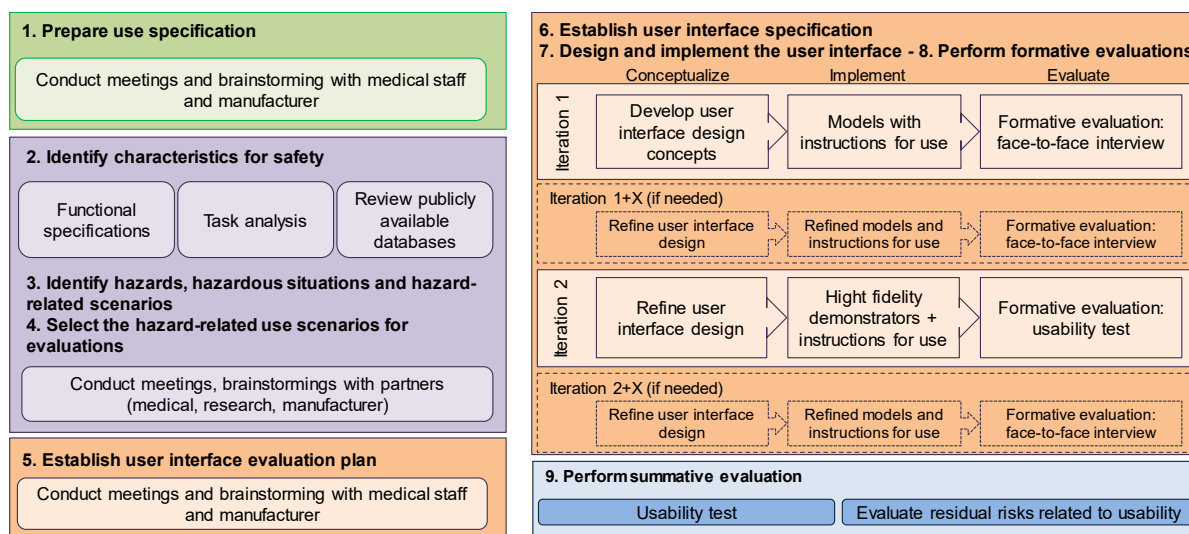 1. Prepare use specification
Conduct meetings and brainstorming with medical staff
and manufacturer
2. Identify characteristics for safety
Functional
specifications
Task analysis
Review publicly
available
databases
3. Identify hazards, hazardous situations and hazard-
related scenarios
4. Select the hazard-related use scenarios for
evaluations
Conduct meetings, brainstormings with partners
(medical, research, manufacturer)
5. Establish user interface evaluation plan
Conduct meetings and brainstorming with medical staff
and manufacturer
6. Establish user interface specification
7. Design and implement the user interface - 8. Perform formative evaluations
Conceptualize
Implement
Evaluate
Iteration 1
Develop user
interface design
concepts
Models with
instructions for use
Formative evaluation:
face-to-face interview
Iteration 1+X (if needed)
Refine user interface
design
Refined models and
instructions for use
Formative evaluation:
face-to-face interview
Iteration 2
Refine user
interface design
Hight fidelity
demonstrators +
instructions for use
Formative evaluation:
usability test
Iteration 2+X (if needed)
Refine user interface
design
Refined models and
instructions for use
Formative evaluation:
face-to-face interview
9. Perform summative evaluation
Usability test
Evaluate residual risks related to usability